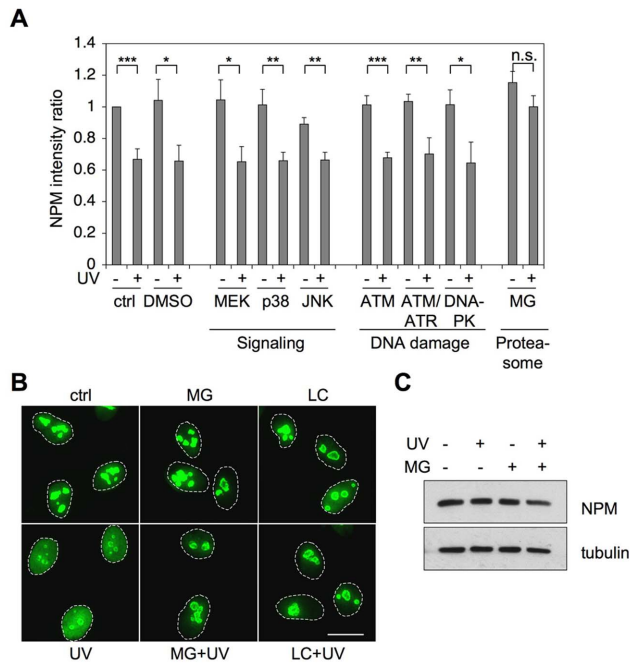 A
NPM intensity ratio
1.4
1.2
1
0.8
0.6
0.4
0.2
0
*** * * ** ** *** ** * n.s.
UV - + - + - + - + - + - + - + - + - +
ctrl DMSO MEK p38 JNK ATM ATM/ATR DNA-PK MG
Signaling DNA damage Protea-
some
B
ctrl MG LC
UV MG+UV LC+UV
C
UV - + - +
MG - - + +
NPM
tubulin